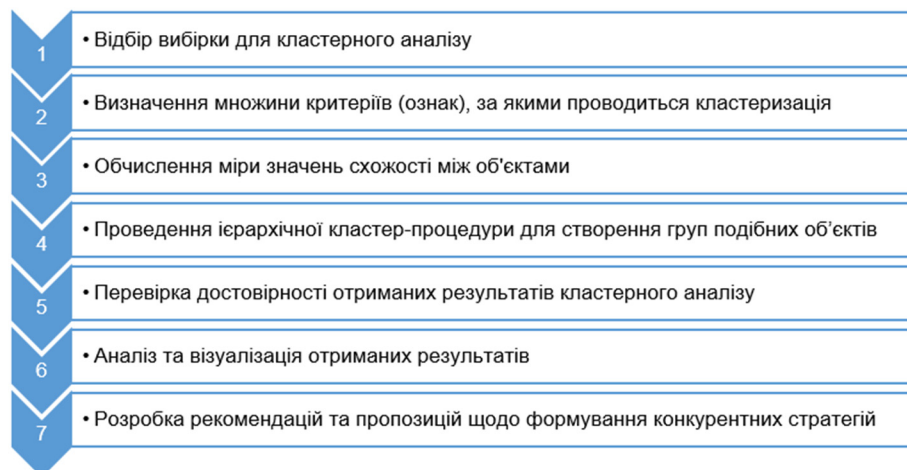 1
• Відбір вибірки для кластерного аналізу
2
• Визначення множини критеріїв (ознак), за якими проводиться кластеризація
3
• Обчислення міри значень схожості між об'єктами
4
• Проведення ієрархічної кластер-процедури для створення груп подібних об’єктів
5
• Перевірка достовірності отриманих результатів кластерного аналізу
6
• Аналіз та візуалізація отриманих результатів
7
• Розробка рекомендацій та пропозицій щодо формування конкурентних стратегій